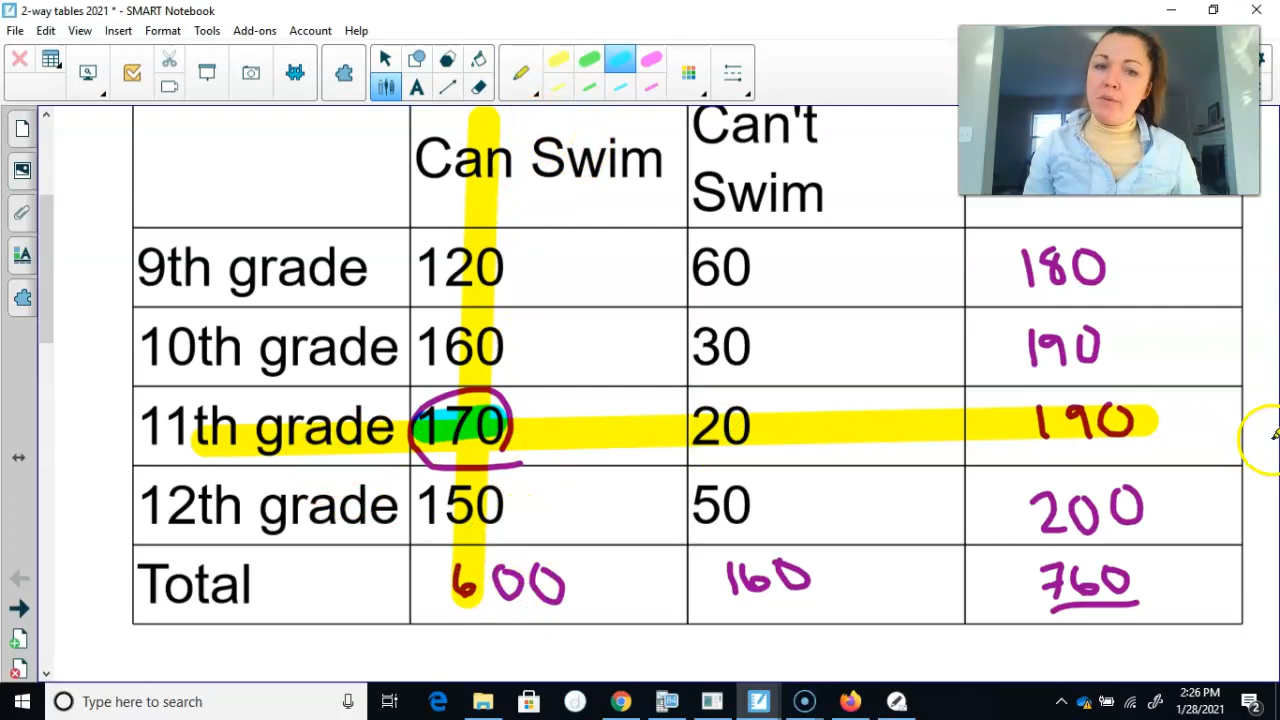 2-way tables 2021 * - SMART Notebook
File Edit View Insert Format Tools Add-ons Account Help
Can Swim Can't Swim
9th grade 120 60 180
10th grade 160 30 190
11th grade 170 20 190
12th grade 150 50 200
Total 600 160 760
Type here to search
2:26 PM
1/28/2021
2